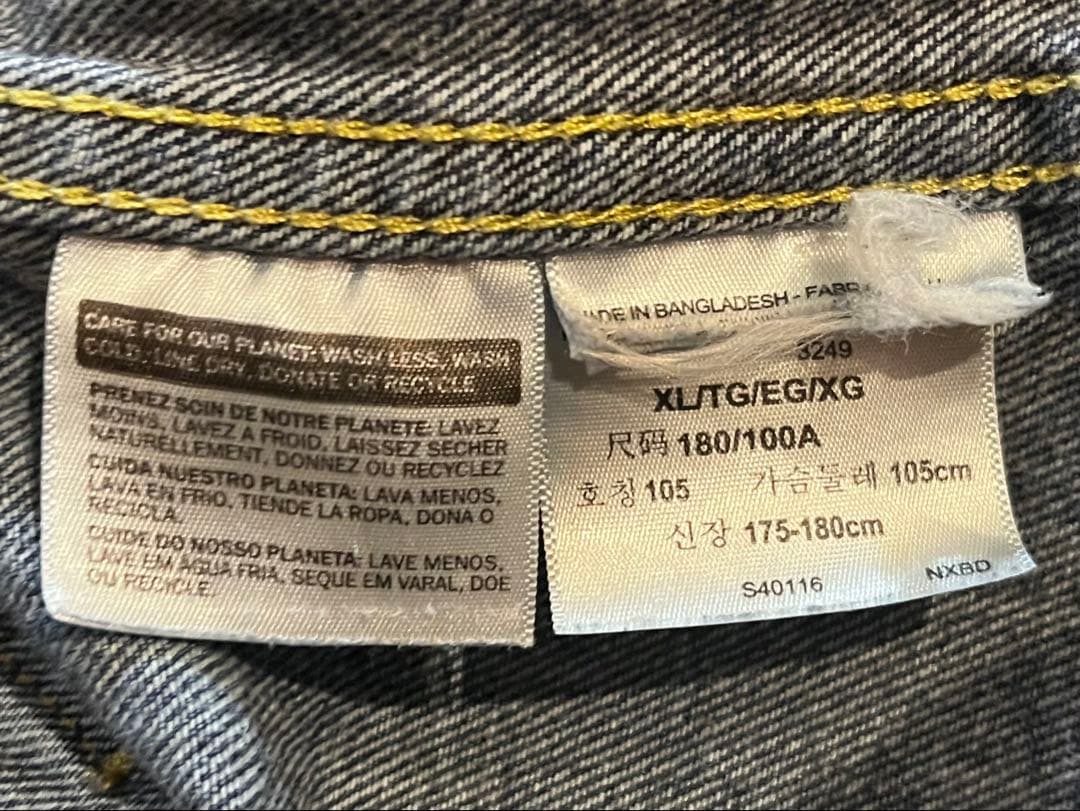 CARE FOR OUR PLANET: WASH LESS, WASH
COLD, LINE DRY, DONATE OR RECYCLE
PRENEZ SOIN DE NOTRE PLANETE: LAVEZ
MOINS, LAVEZ A FROID, LAISSEZ SECHER
NATURELLEMENT, DONNEZ OU RECYCLEZ
CUIDA NUESTRO PLANETA: LAVA MENOS,
LAVA EN FRIO, TIENDE LA ROPA, DONA O
RECICLA.
CUIDE DO NOSSO PLANETA: LAVE MENOS,
LAVE EM AGUA FRIA, SEQUE EM VARAL, DOE
OU RECICLE.
IN BANGLADESH -
3249
XL/TG/EG/XG
尺码 180/100A
호칭 105 가슴둘레 105cm
신장 175-180cm
S40116 NXBD